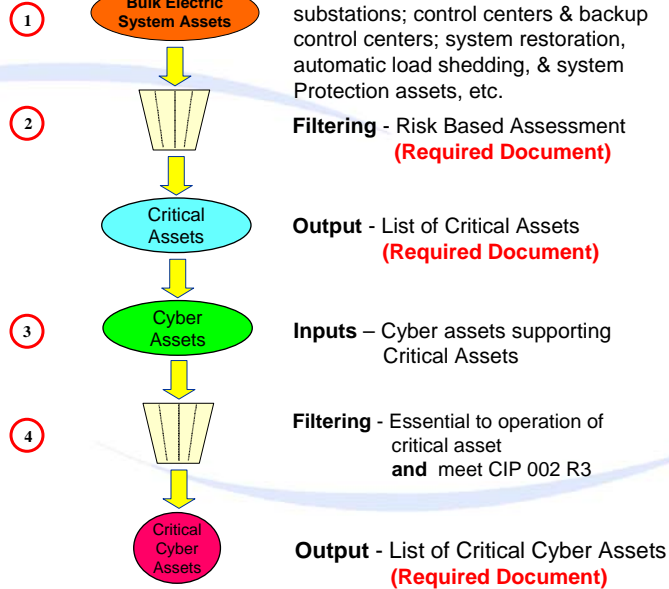 1
Bulk Electric
System Assets
substations; control centers & backup
control centers; system restoration,
automatic load shedding, & system
Protection assets, etc.
2
Filtering - Risk Based Assessment
(Required Document)
Critical
Assets
Output - List of Critical Assets
(Required Document)
3
Cyber
Assets
Inputs – Cyber assets supporting
Critical Assets
4
Filtering - Essential to operation of
critical asset
and meet CIP 002 R3
Critical
Cyber
Assets
Output - List of Critical Cyber Assets
(Required Document)